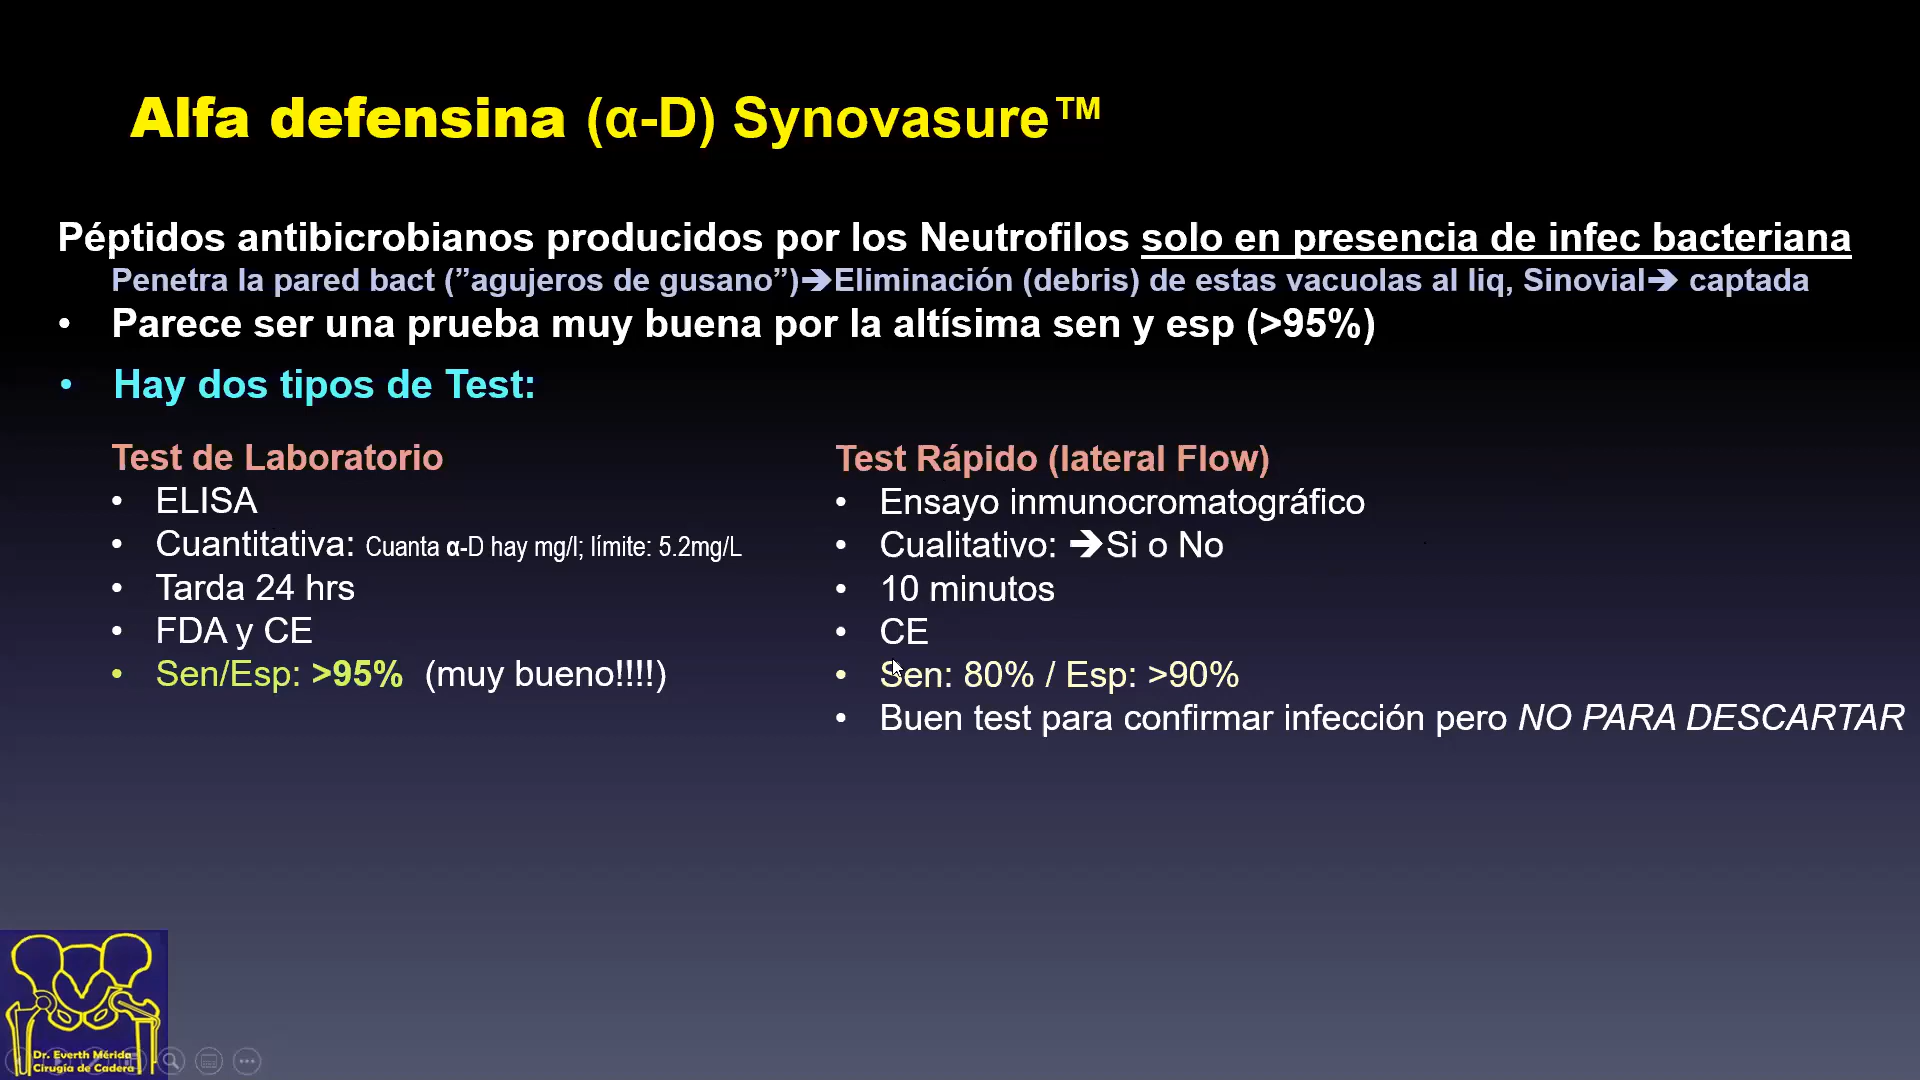 Alfa defensina (α-D) Synovasure™
Péptidos antibicrobianos producidos por los Neutrofilos solo en presencia de infec bacteriana
Penetra la pared bact (”agujeros de gusano”)➔Eliminación (debris) de estas vacuolas al liq, Sinovial➔ captada
• Parece ser una prueba muy buena por la altísima sen y esp (>95%)
• Hay dos tipos de Test:
Test de Laboratorio
• ELISA
• Cuantitativa: Cuanta α-D hay mg/l; límite: 5.2mg/L
• Tarda 24 hrs
• FDA y CE
• Sen/Esp: >95% (muy bueno!!!!)
Test Rápido (lateral Flow)
• Ensayo inmunocromatográfico
• Cualitativo: ➔Si o No
• 10 minutos
• CE
• Sen: 80% / Esp: >90%
• Buen test para confirmar infección pero NO PARA DESCARTAR
Dr. Everth Mérida
Cirugía de Cadera